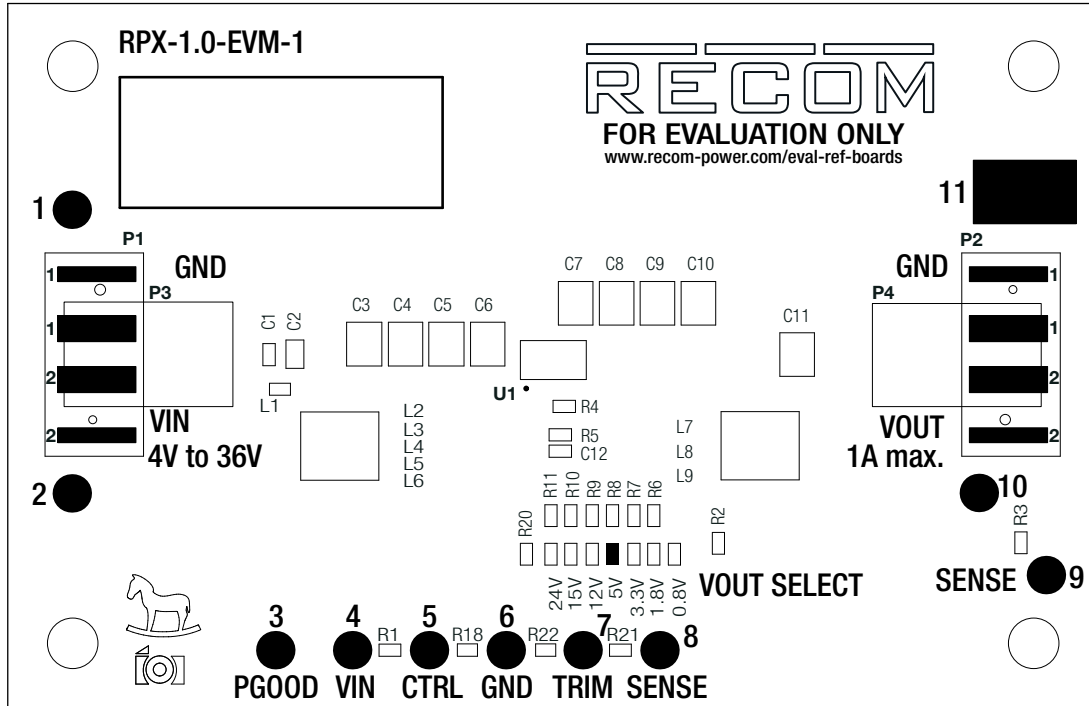 RPX-1.0-EVM-1
RECOM
FOR EVALUATION ONLY
www.recom-power.com/eval-ref-boards
1
11
P1
P2
GND
GND
1
1
P3
P4
C7 C8 C9 C10
C3 C4 C5 C6
C1 C2
C11
1
1
2
2
U1
L1
R4
VIN
4V to 36V
VOUT
1A max.
2
2
L2
L3
L4
L5
L6
R5
C12
L7
L8
L9
2
10
R11 R10 R9 R8 R7 R6
R20
R2
R3
24V 15V 12V 5V 3.3V 1.8V 0.8V
VOUT SELECT
SENSE
9
3 4 5 6 7 8
R1 R18 R22 R21
PGOOD VIN CTRL GND TRIM SENSE